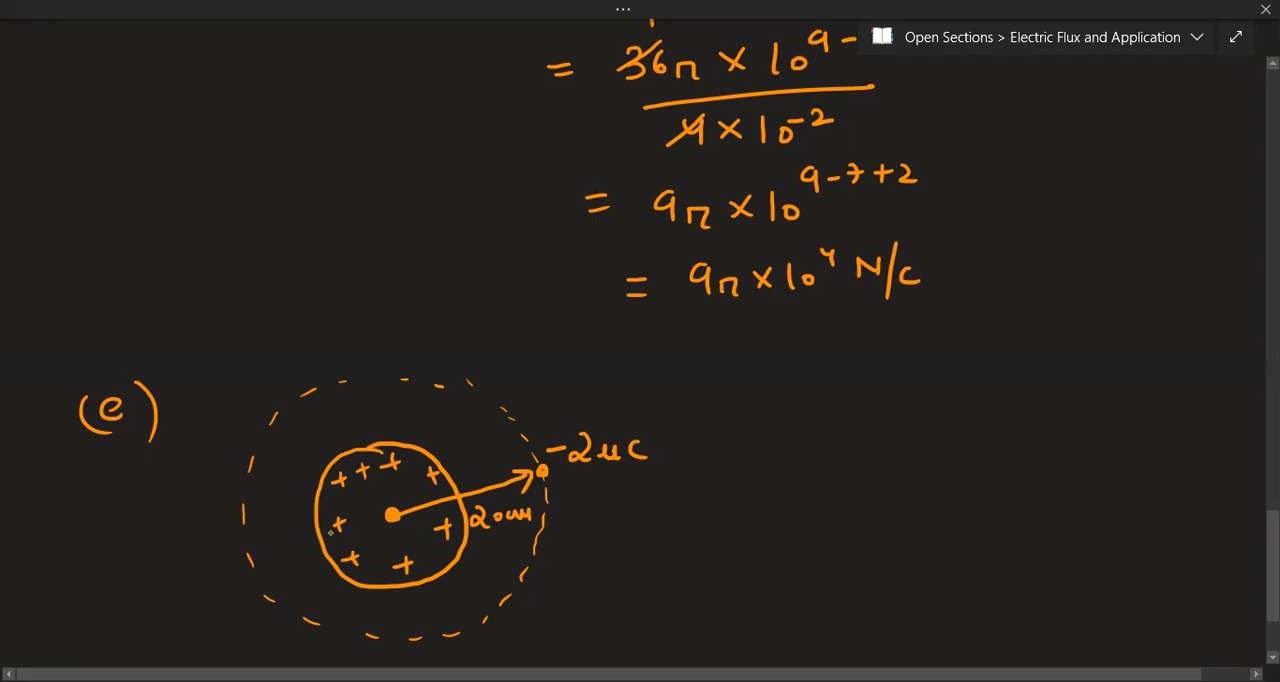 ...
Open Sections > Electric Flux and Application
= 36π × 10^9-
4 × 10^-2
= 9π × 10^9-7+2
= 9π × 10^4 N/C
(e)
-2μC
+ + + +
20cm
+ +
+ +